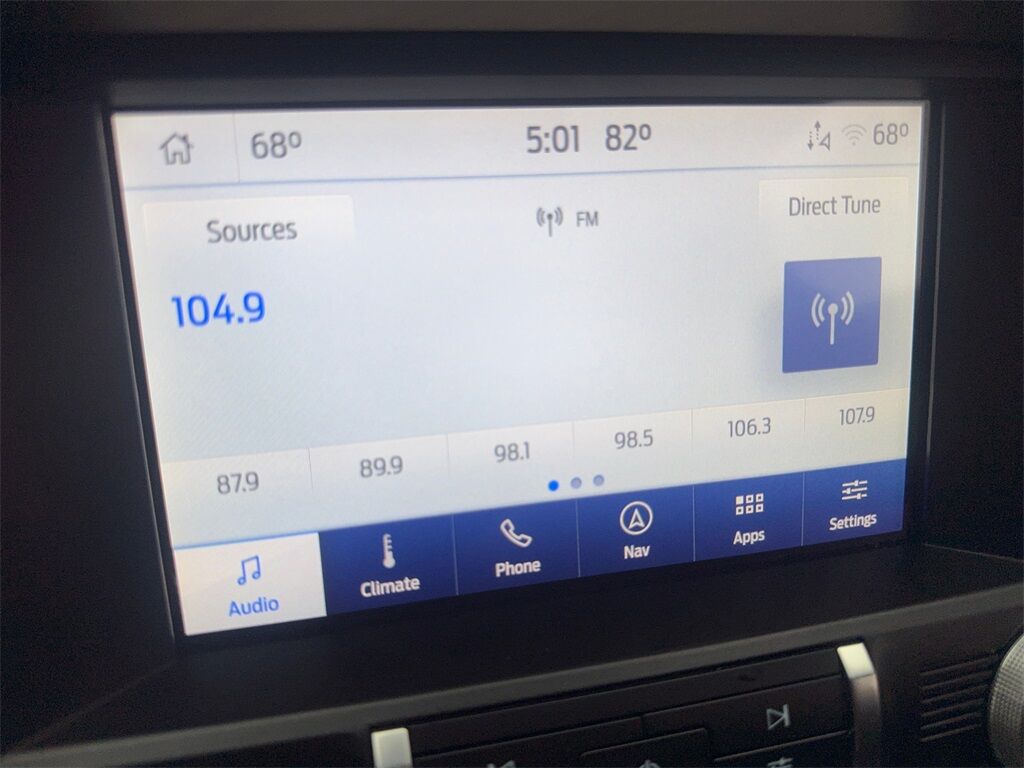 68° 5:01 82° 68°
Sources FM Direct Tune
104.9
87.9 89.9 98.1 98.5 106.3 107.9
Audio Climate Phone Nav Apps Settings